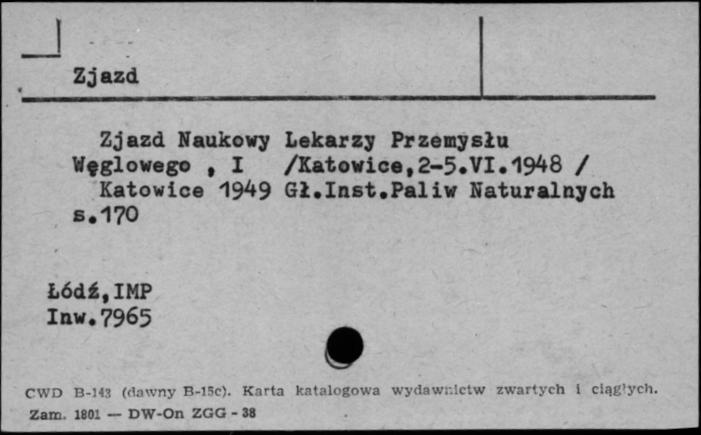 Zjazd
Zjazd Naukowy Lekarzy Przemysłu
Węglowego , I /Katowice,2-5.VI.1948 /
Katowice 1949 Gł.Inst.Paliw Naturalnych
s.170
Łódź,IMP
Inw.7965
CWD B-143 (dawny B-15c). Karta katalogowa wydawnictw zwartych i ciągłych.
Zam. 1801 — DW-On ZGG - 38